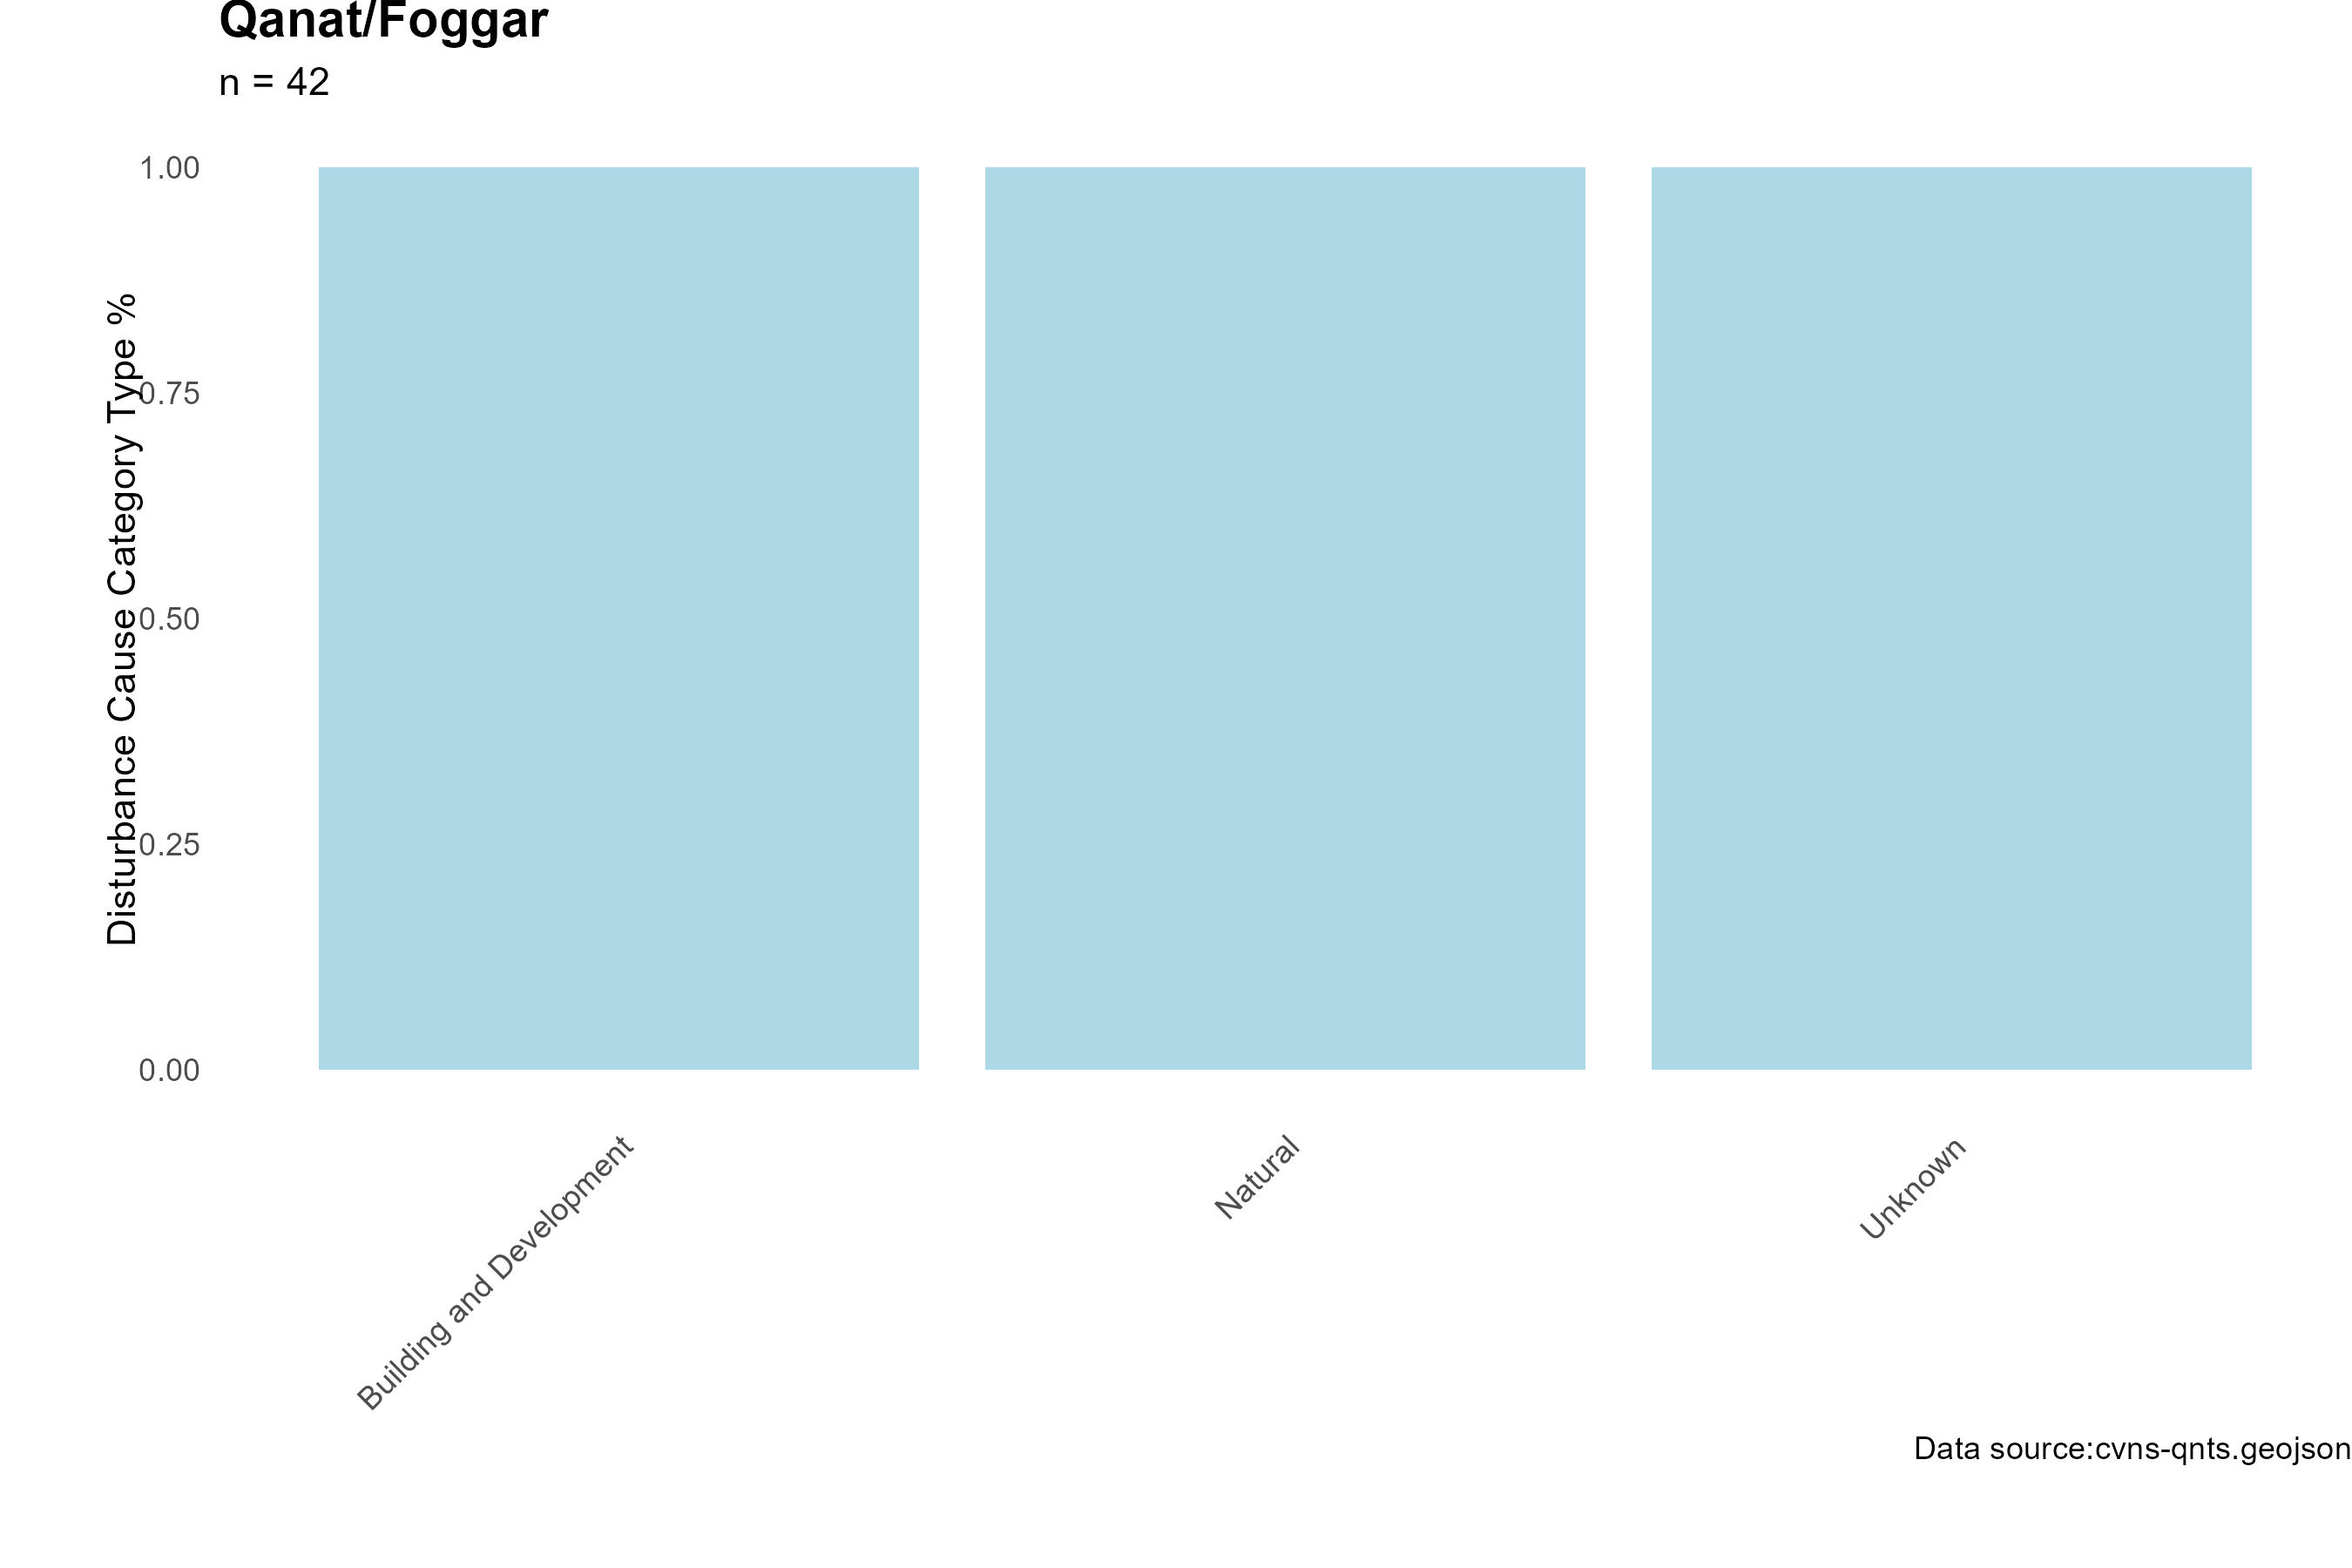 Qanat/Foggar
n = 42
Disturbance Cause Category Type %
1.00
0.75
0.50
0.25
0.00
Building and Development
Natural
Unknown
Data source:cvns-qnts.geojson